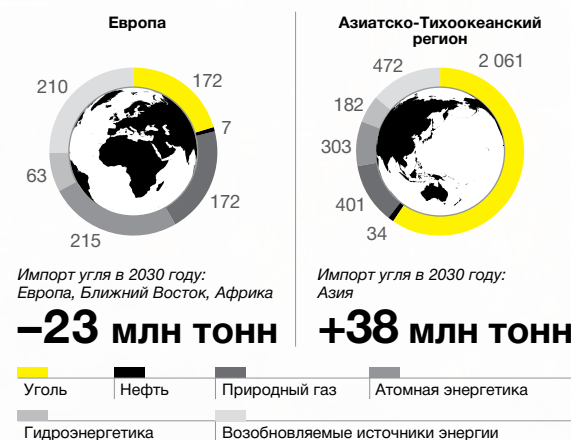 Европа
210
172
7
63
172
215
Импорт угля в 2030 году:
Европа, Ближний Восток, Африка
–23 млн тонн
Азиатско-Тихоокеанский
регион
472
2 061
182
303
401
34
Импорт угля в 2030 году:
Азия
+38 млн тонн
Уголь
Нефть
Природный газ
Атомная энергетика
Гидроэнергетика
Возобновляемые источники энергии